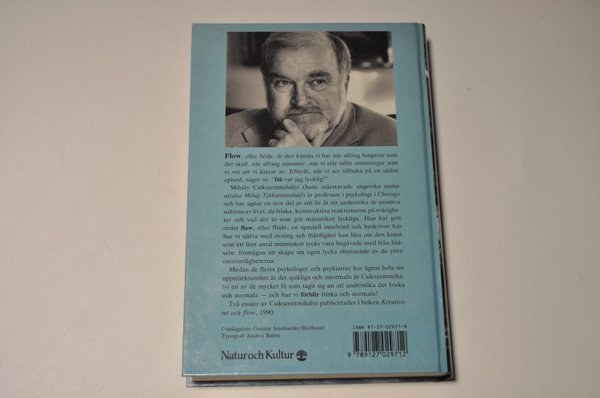 Flow, eller flöde, är den känsla vi har när allting fungerar som
det skall, när allting stämmer, när vi står inför utmaningar som
vi vet att vi klarar av. Efteråt, när vi ser tillbaka på en sådan
episod, säger vi: "Då var jag lycklig!"
Mihaly Csikszentmihalyi (hans svårstavade ungerska namn
uttalas Mihaj Tjiksentmihaji) är professor i psykologi i Chicago
och har ägnat en stor del av sitt liv åt att undersöka de positiva
sidorna av livet, de friska, konstruktiva reaktionerna på svårighe-
ter och vad det är som gör människor lyckliga. Han har gett
ordet flow, eller flöde, en speciell innebörd och beskriver här
hur vi själva med övning och ihärdighet kan lära oss den konst
som ett litet antal människor tycks vara begåvade med från föd-
seln: förmågan att skapa sin egen lycka oberoende av de yttre
omständigheterna.
Medan de flesta psykologer och psykiatrer har ägnat hela sin
uppmärksamhet åt det sjukliga och onormala är Csikszentmiha-
lyi en av de mycket få som tagit sig an att undersöka det friska
och normala — och hur vi förblir friska och normala!
Två essäer av Csikszentmihalyi publicerades i boken Kreativi-
tet och flow, 1990.
Omslagsfoto Gunnar Smoliansky/Bildhuset
Typografi Anders Rahm
Natur och Kultur
ISBN 91-27-02971-9
9 789127 029712